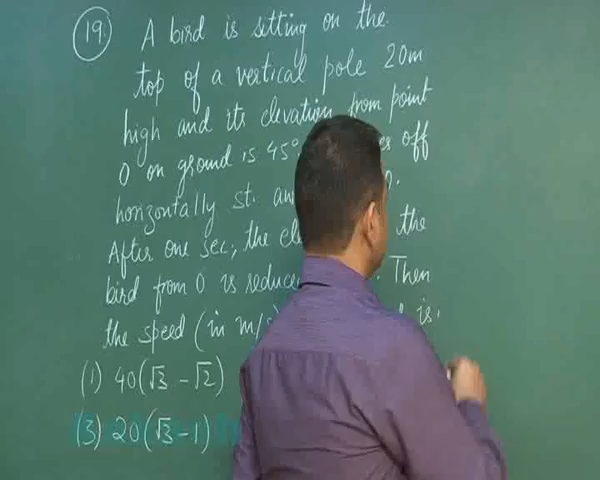 19. A bird is sitting on the
top of a vertical pole 20m
high and its elevation from point
O on ground is 45° off
horizontally st.
After one sec; the the
bird from O is Then
the speed (in m/s) is
(1) 40(√3 - √2)
(3) 20(√3 - 1)